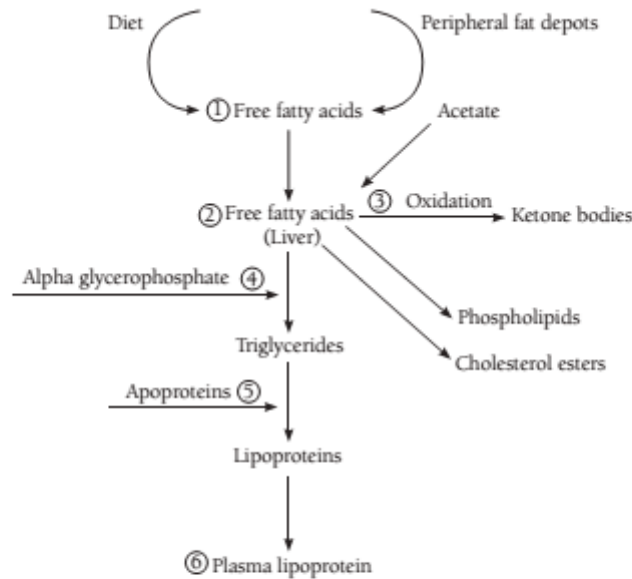 Diet
Peripheral fat depots
① Free fatty acids
Acetate
② Free fatty acids
(Liver)
③ Oxidation
Ketone bodies
Alpha glycerophosphate ④
Phospholipids
Triglycerides
Cholesterol esters
Apoproteins ⑤
Lipoproteins
⑥ Plasma lipoprotein